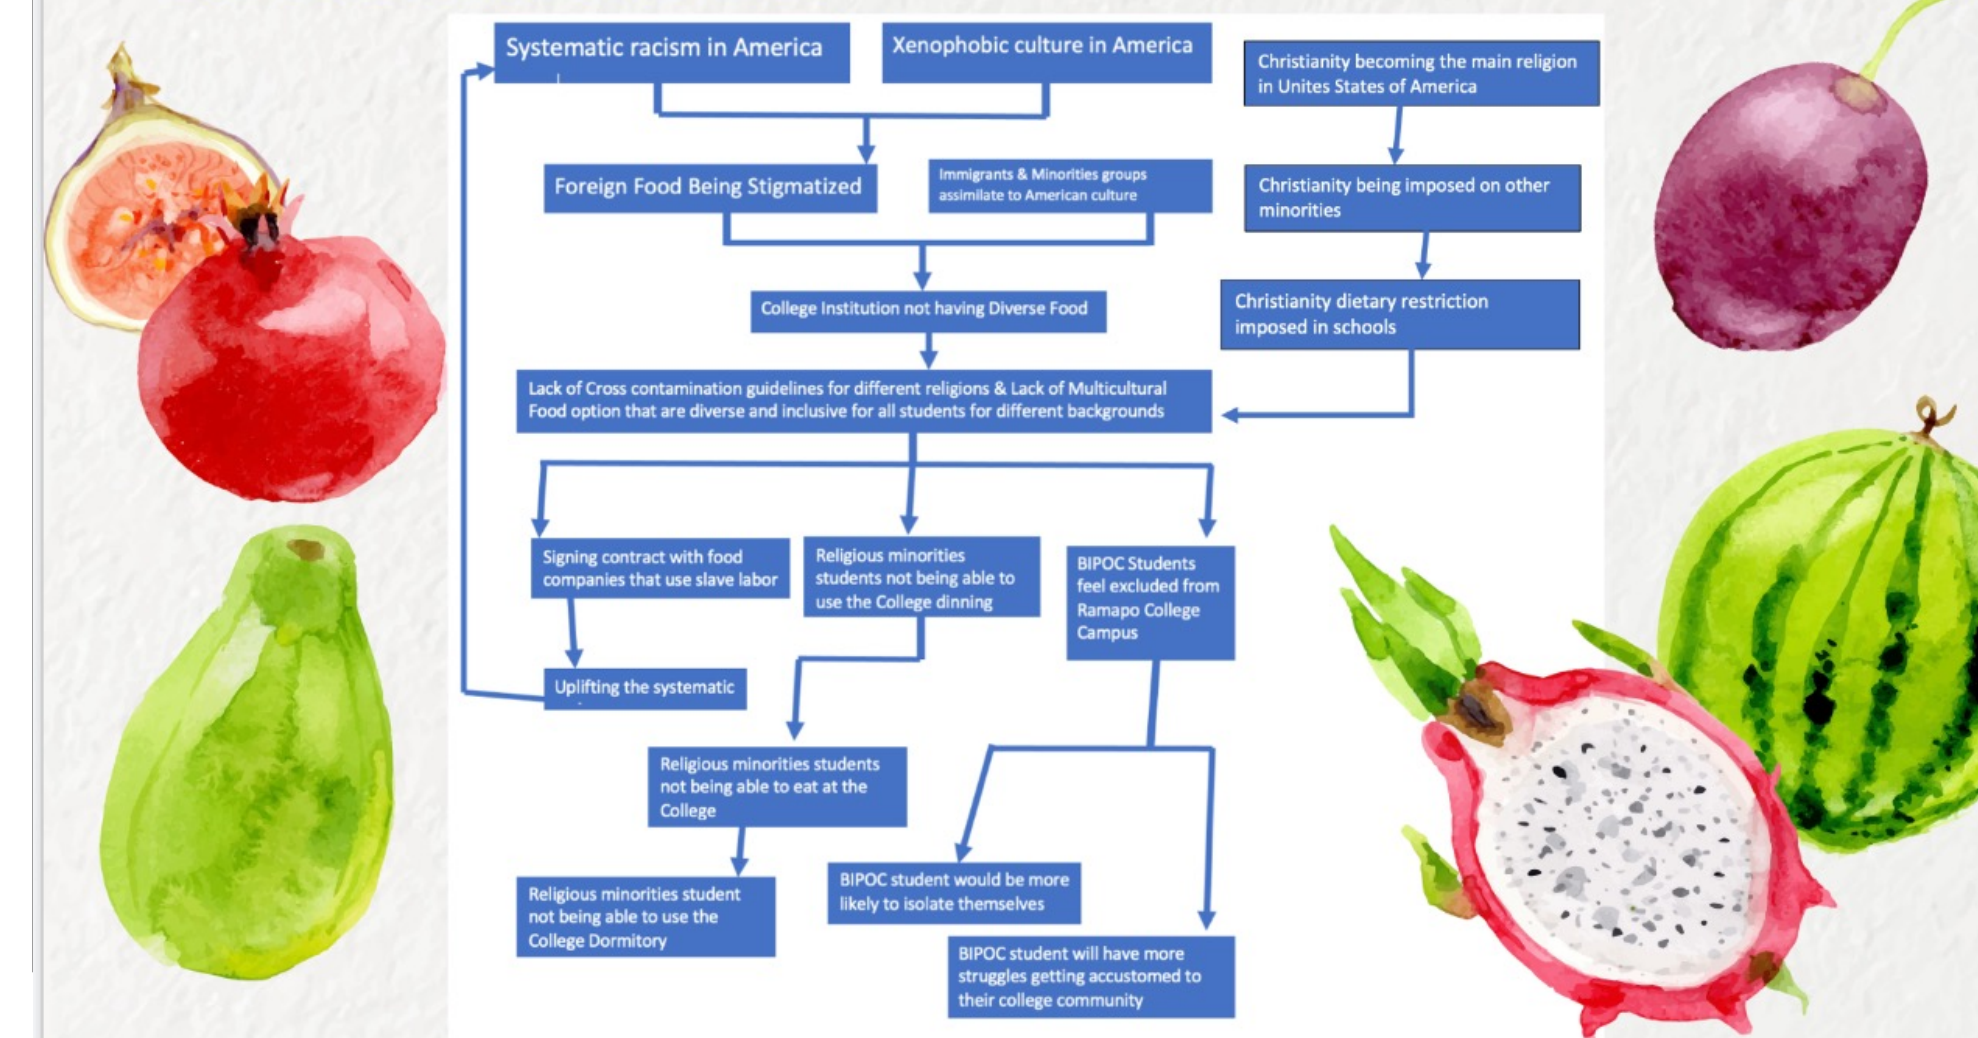 Systematic racism in America
Xenophobic culture in America
Christianity becoming the main religion
in Unites States of America
Foreign Food Being Stigmatized
Immigrants & Minorities groups
assimilate to American culture
Christianity being imposed on other
minorities
College Institution not having Diverse Food
Christianity dietary restriction
imposed in schools
Lack of Cross contamination guidelines for different religions & Lack of Multicultural
Food option that are diverse and inclusive for all students for different backgrounds
Signing contract with food
companies that use slave labor
Religious minorities
students not being able to
use the College dinning
BIPOC Students
feel excluded from
Ramapo College
Campus
Uplifting the systematic
Religious minorities students
not being able to eat at the
College
Religious minorities student
not being able to use the
College Dormitory
BIPOC student would be more
likely to isolate themselves
BIPOC student will have more
struggles getting accustomed to
their college community